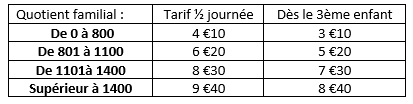 Quotient familial : Tarif ½ journée Dès le 3ème enfant
De 0 à 800 4 €10 3 €10
De 801 à 1100 6 €20 5 €20
De 1101à 1400 8 €30 7 €30
Supérieur à 1400 9 €40 8 €40